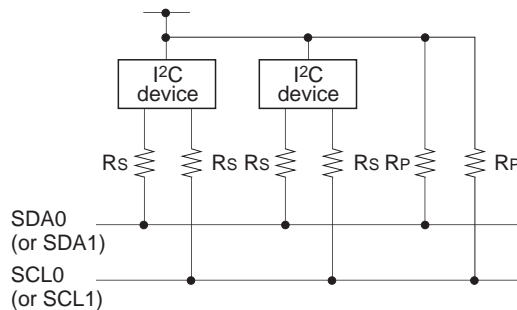 I²C
device
I²C
device
RS
RS
RS
RS
RP
RP
SDA0
(or SDA1)
SCL0
(or SCL1)